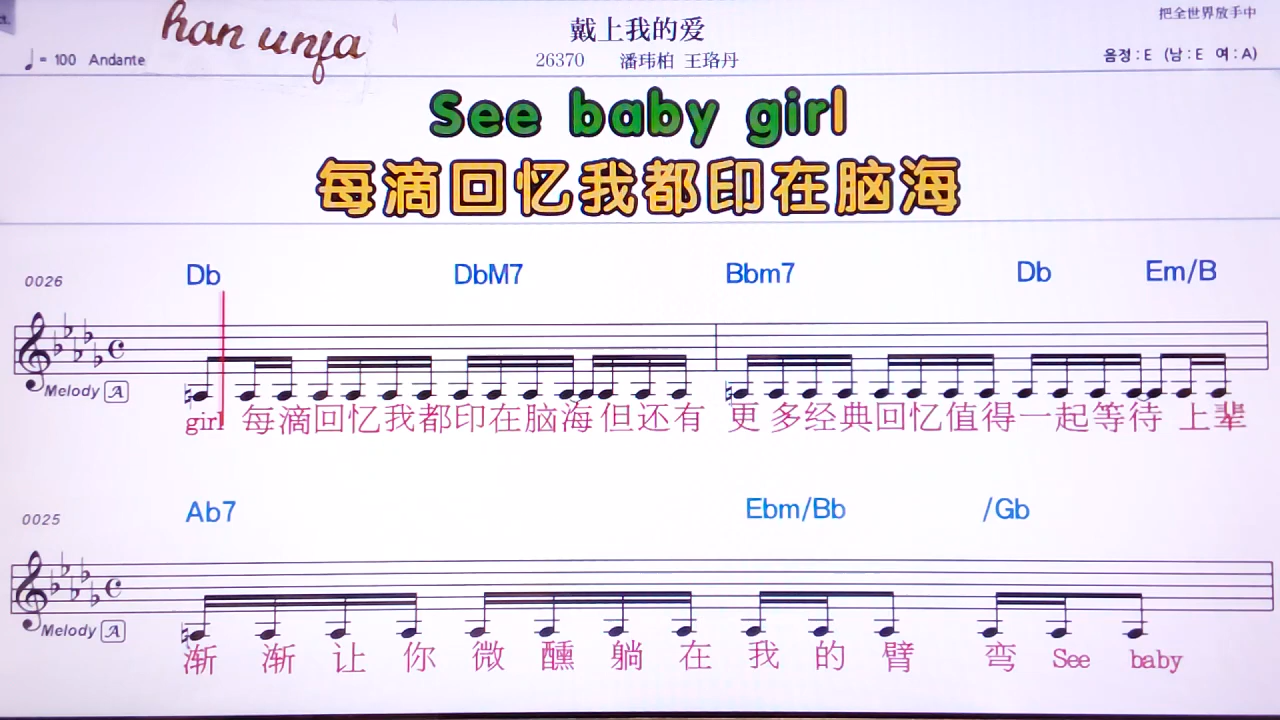 han unfa
戴上我的爱
把全世界放手中
♩= 100 Andante
26370 潘玮柏 王珞丹
음정 : E (남 : E 여 : A)
See baby girl
每滴回忆我都印在脑海
0026
Db DbM7 Bbm7 Db Em/B
Melody A
girl 每滴回忆我都印在脑海但还有 更多经典回忆值得一起等待 上辈
0025
Ab7 Ebm/Bb /Gb
Melody A
渐 渐 让 你 微 醺 躺 在 我 的 臂 弯 See baby